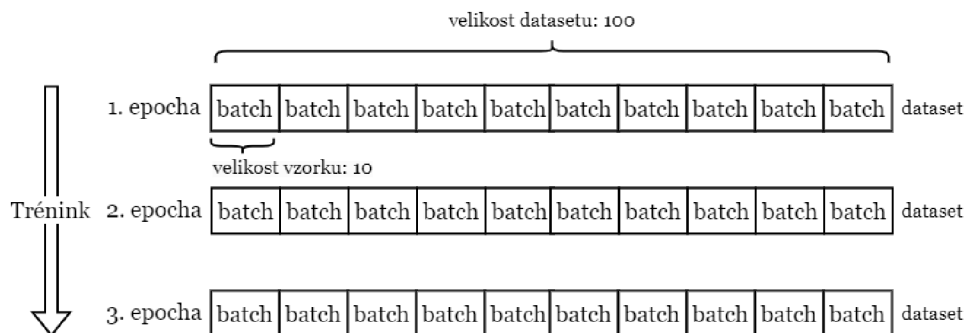 velikost datasetu: 100
1. epocha batch batch batch batch batch batch batch batch batch batch dataset
velikost vzorku: 10
Trénink 2. epocha batch batch batch batch batch batch batch batch batch batch dataset
3. epocha batch batch batch batch batch batch batch batch batch batch dataset